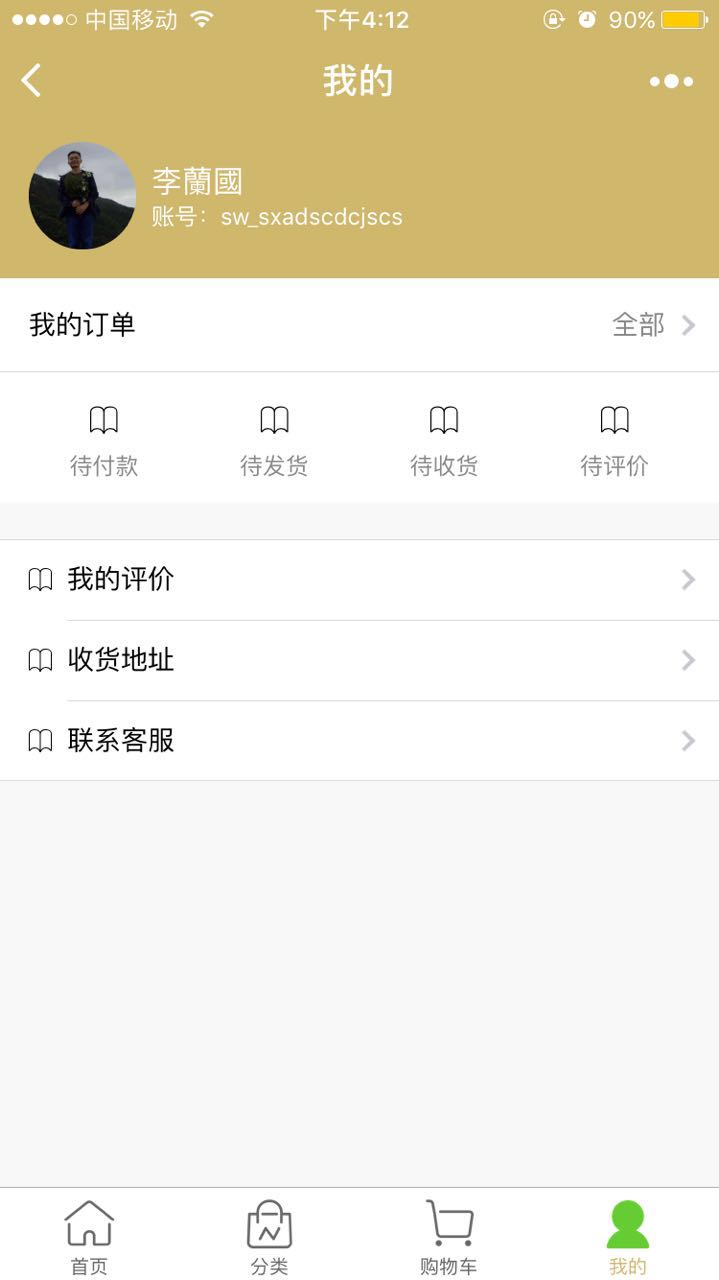 中国移动 下午4:12 90%
我的
李蘭國
账号：sw_sxadscdcjscs
我的订单 全部
待付款 待发货 待收货 待评价
我的评价
收货地址
联系客服
首页 分类 购物车 我的